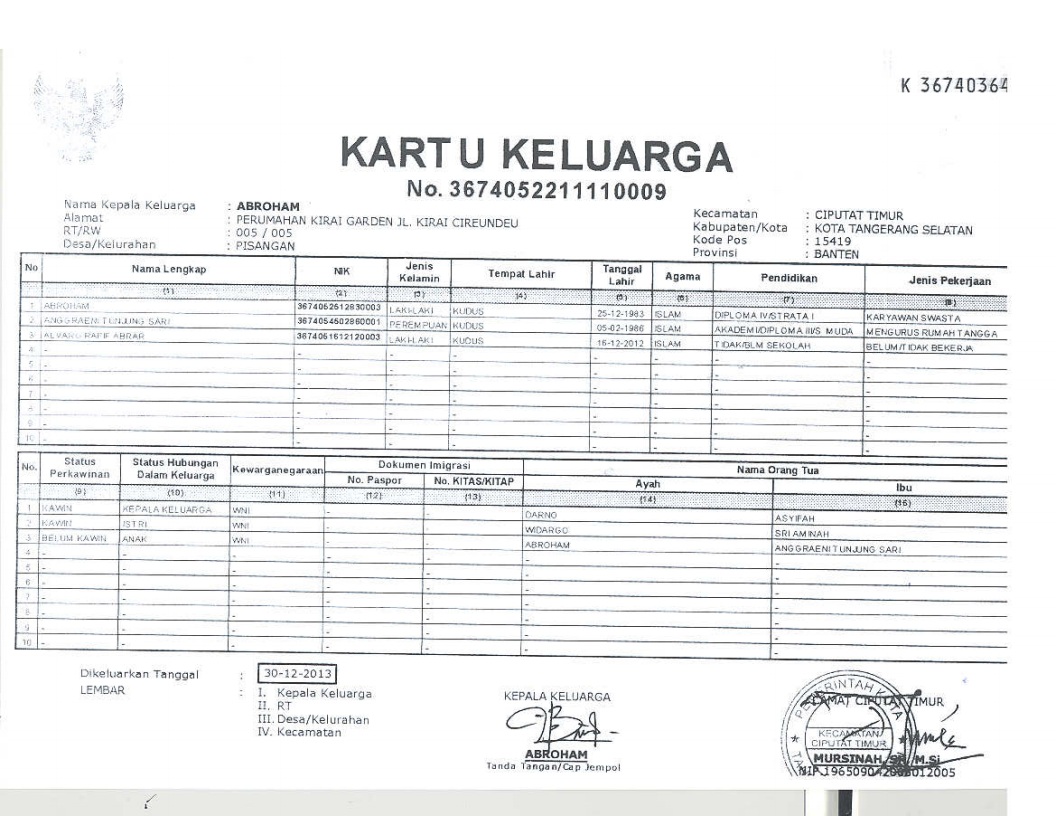 K 36740364
KARTU KELUARGA
No. 3674052211110009
Nama Kepala Keluarga : ABROHAM
Alamat : PERUMAHAN KIRAI GARDEN JL. KIRAI CIREUNDEU
RT/RW : 005 / 005
Desa/Kelurahan : PISANGAN
Kecamatan : CIPUTAT TIMUR
Kabupaten/Kota : KOTA TANGERANG SELATAN
Kode Pos : 15419
Provinsi : BANTEN
No Nama Lengkap NIK Jenis Kelamin Tempat Lahir Tanggal Lahir Agama Pendidikan Jenis Pekerjaan
(1) (2) (3) (4) (5) (6) (7) (8)
1 ABROHAM 3674052512830003 LAKI-LAKI KUDUS 25-12-1983 ISLAM DIPLOMA IV/STRATA I KARYAWAN SWASTA
2 ANGGRAENI TUNJUNG SARI 3674054502860001 PEREMPUAN KUDUS 05-02-1986 ISLAM AKADEMI/DIPLOMA III/S. MUDA MENGURUS RUMAH TANGGA
3 ALVARO RAFIF ABRAR 3674051612120003 LAKI-LAKI KUDUS 16-12-2012 ISLAM TIDAK/BLM SEKOLAH BELUM/TIDAK BEKERJA
4 - - - - - - - -
5 - - - - - - - -
6 - - - - - - - -
7 - - - - - - - -
8 - - - - - - - -
9 - - - - - - - -
10 - - - - - - - -
No. Status Perkawinan Status Hubungan Dalam Keluarga Kewarganegaraan Dokumen Imigrasi Nama Orang Tua
No. Paspor No. KITAS/KITAP Ayah Ibu
(9) (10) (11) (12) (13) (14) (15)
1 KAWIN KEPALA KELUARGA WNI - - DARNO ASYIFAH
2 KAWIN ISTRI WNI - - WIDARGO SRI AMINAH
3 BELUM KAWIN ANAK WNI - - ABROHAM ANGGRAENI TUNJUNG SARI
4 - - - - - - -
5 - - - - - - -
6 - - - - - - -
7 - - - - - - -
8 - - - - - - -
9 - - - - - - -
10 - - - - - - -
Dikeluarkan Tanggal : 30-12-2013
LEMBAR : I. Kepala Keluarga
II. RT
III. Desa/Kelurahan
IV. Kecamatan
KEPALA KELUARGA
ABROHAM
Tanda Tangan/Cap Jempol
CIPUTAT TIMUR
PEMERINTAH KOTA
KECAMATAN
CIPUTAT TIMUR
MURSINAH, M.Si